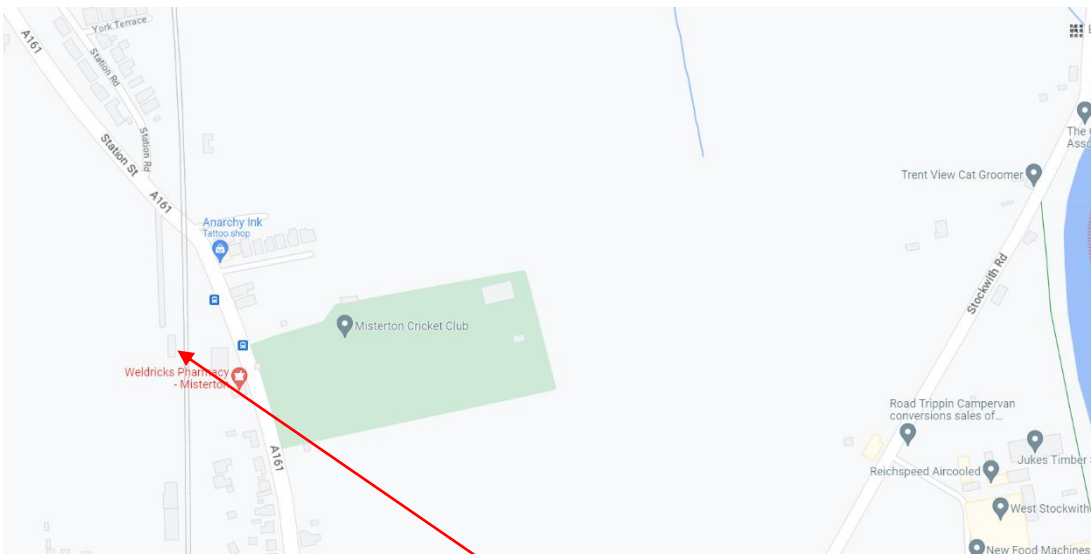 York Terrace
A161
Station Rd
Station St
Station Rd
A161
Anarchy Ink
Tattoo shop
Misterton Cricket Club
Weldricks Pharmacy
- Misterton
A161
Trent View Cat Groomer
The
Asso
Stockwith Rd
Road Trippin Campervan
conversions sales of...
Reichspeed Aircooled
Jukes Timber
West Stockwith
New Food Machines